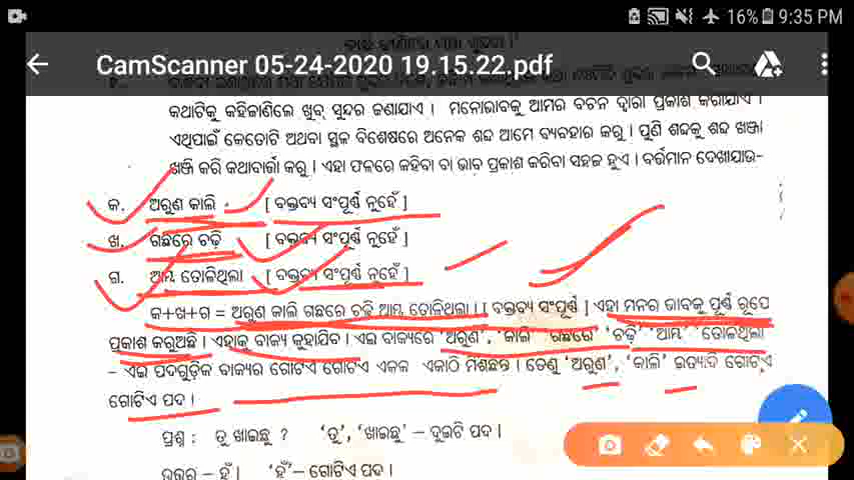 16% 9:35 PM
CamScanner 05-24-2020 19,15.22.pdf
କଥାଟିକୁ କହିଜାଣିଲେ ଖୁବ୍ ସୁନ୍ଦର ଜଣାଯାଏ । ମନୋଭାବକୁ ଆମର ବଚନ ଦ୍ୱାରା ପ୍ରକାଶ କରାଯାଏ ।
ଏଥିପାଇଁ କେତୋଟି ଅଥବା ସ୍ଥଳ ବିଶେଷରେ ଅନେକ ଶବ୍ଦ ଆମେ ବ୍ୟବହାର କରୁ । ପୁଣି ଶବ୍ଦକୁ ଶବ୍ଦ ଖଞ୍ଜା
ଖଞ୍ଜି କରି କଥାବାର୍ତ୍ତା କରୁ । ଏହା ଫଳରେ କହିବା ବା ଭାବ ପ୍ରକାଶ କରିବା ସହଜ ହୁଏ । ବର୍ତ୍ତମାନ ଦେଖାଯାଉ-
କ. ଅରୁଣ କାଲି - [ ବକ୍ତବ୍ୟ ସଂପୂର୍ଣ୍ଣ ନୁହେଁ ]
ଖ. ଗଛରେ ଚଢ଼ି [ ବକ୍ତବ୍ୟ ସଂପୂର୍ଣ୍ଣ ନୁହେଁ ]
ଗ. ଆମ୍ବ ତୋଳିଥିଲା [ ବକ୍ତବ୍ୟ ସଂପୂର୍ଣ୍ଣ ନୁହେଁ ]
କ+ଖ+ଗ = ଅରୁଣ କାଲି ଗଛରେ ଚଢ଼ି ଆମ୍ବ ତୋଳିଥିଲା । [ ବକ୍ତବ୍ୟ ସଂପୂର୍ଣ୍ଣ ] ଏହା ମନର ଭାବକୁ ପୂର୍ଣ୍ଣ ରୂପେ
ପ୍ରକାଶ କରୁଅଛି । ଏହାକୁ ବାକ୍ୟ କୁହାଯିବ । ଏଇ ବାକ୍ୟରେ 'ଅରୁଣ', 'କାଲି' 'ଗଛରେ' 'ଚଢ଼ି' 'ଆମ୍ବ' 'ତୋଳିଥିଲା'
– ଏଇ ପଦଗୁଡ଼ିକ ବାକ୍ୟର ଗୋଟିଏ ଗୋଟିଏ ଏକକ ଏକାଠି ମିଶିଛନ୍ତି । ତେଣୁ 'ଅରୁଣ', 'କାଲି' ଇତ୍ୟାଦି ଗୋଟିଏ
ଗୋଟିଏ ପଦ ।
ପ୍ରଶ୍ନ : ତୁ ଖାଇଛୁ ? 'ତୁ', 'ଖାଇଛୁ' – ଦୁଇଟି ପଦ ।
ଉତ୍ତର – ହଁ । 'ହଁ' – ଗୋଟିଏ ପଦ ।